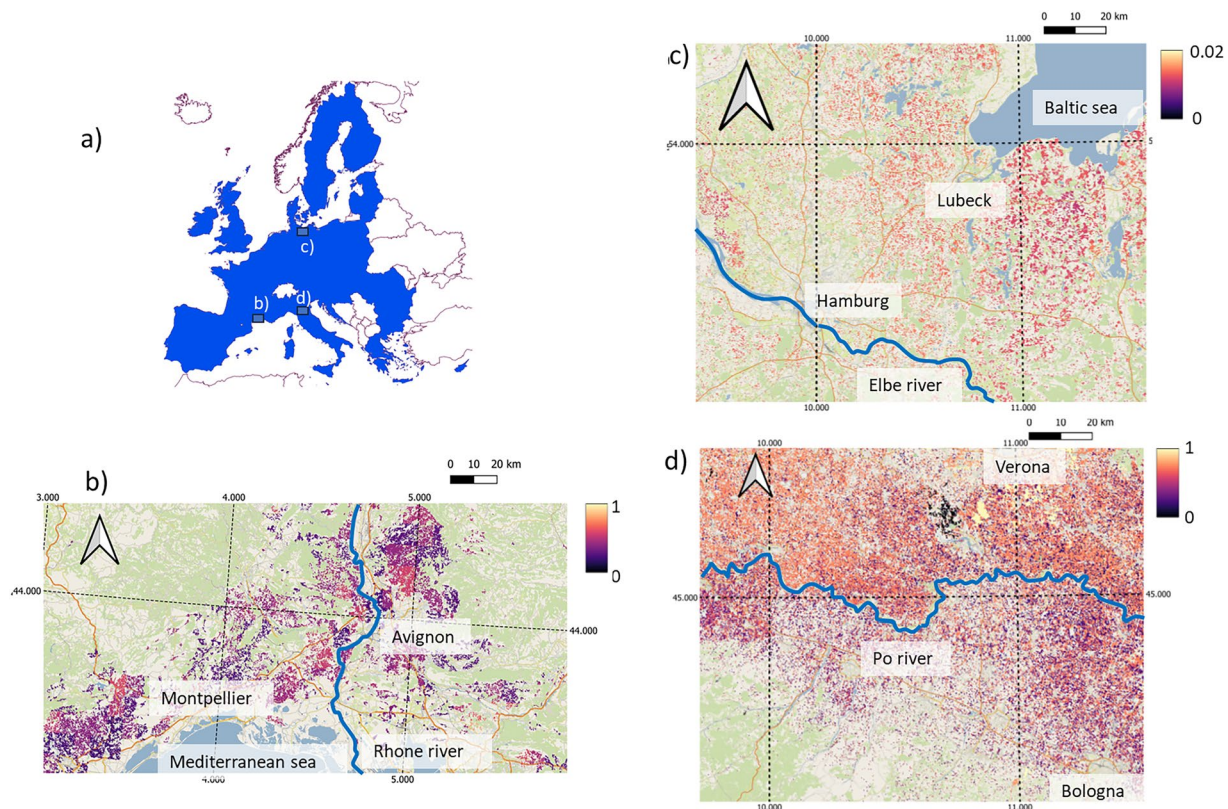 a)
b)
d)
c)
c)
0 10 20 km
10.000
11.000
0.02
0
Baltic sea
54.000
5
Lubeck
Hamburg
Elbe river
10.000
11.000
b)
0 10 20 km
3.000
4.000
5.000
1
0
44.000
44.000
Avignon
Montpellier
Rhone river
Mediterranean sea
4.000
5.000
d)
0 10 20 km
10.000
11.000
Verona
1
0
45.000
45.000
Po river
Bologna
10.000
11.000